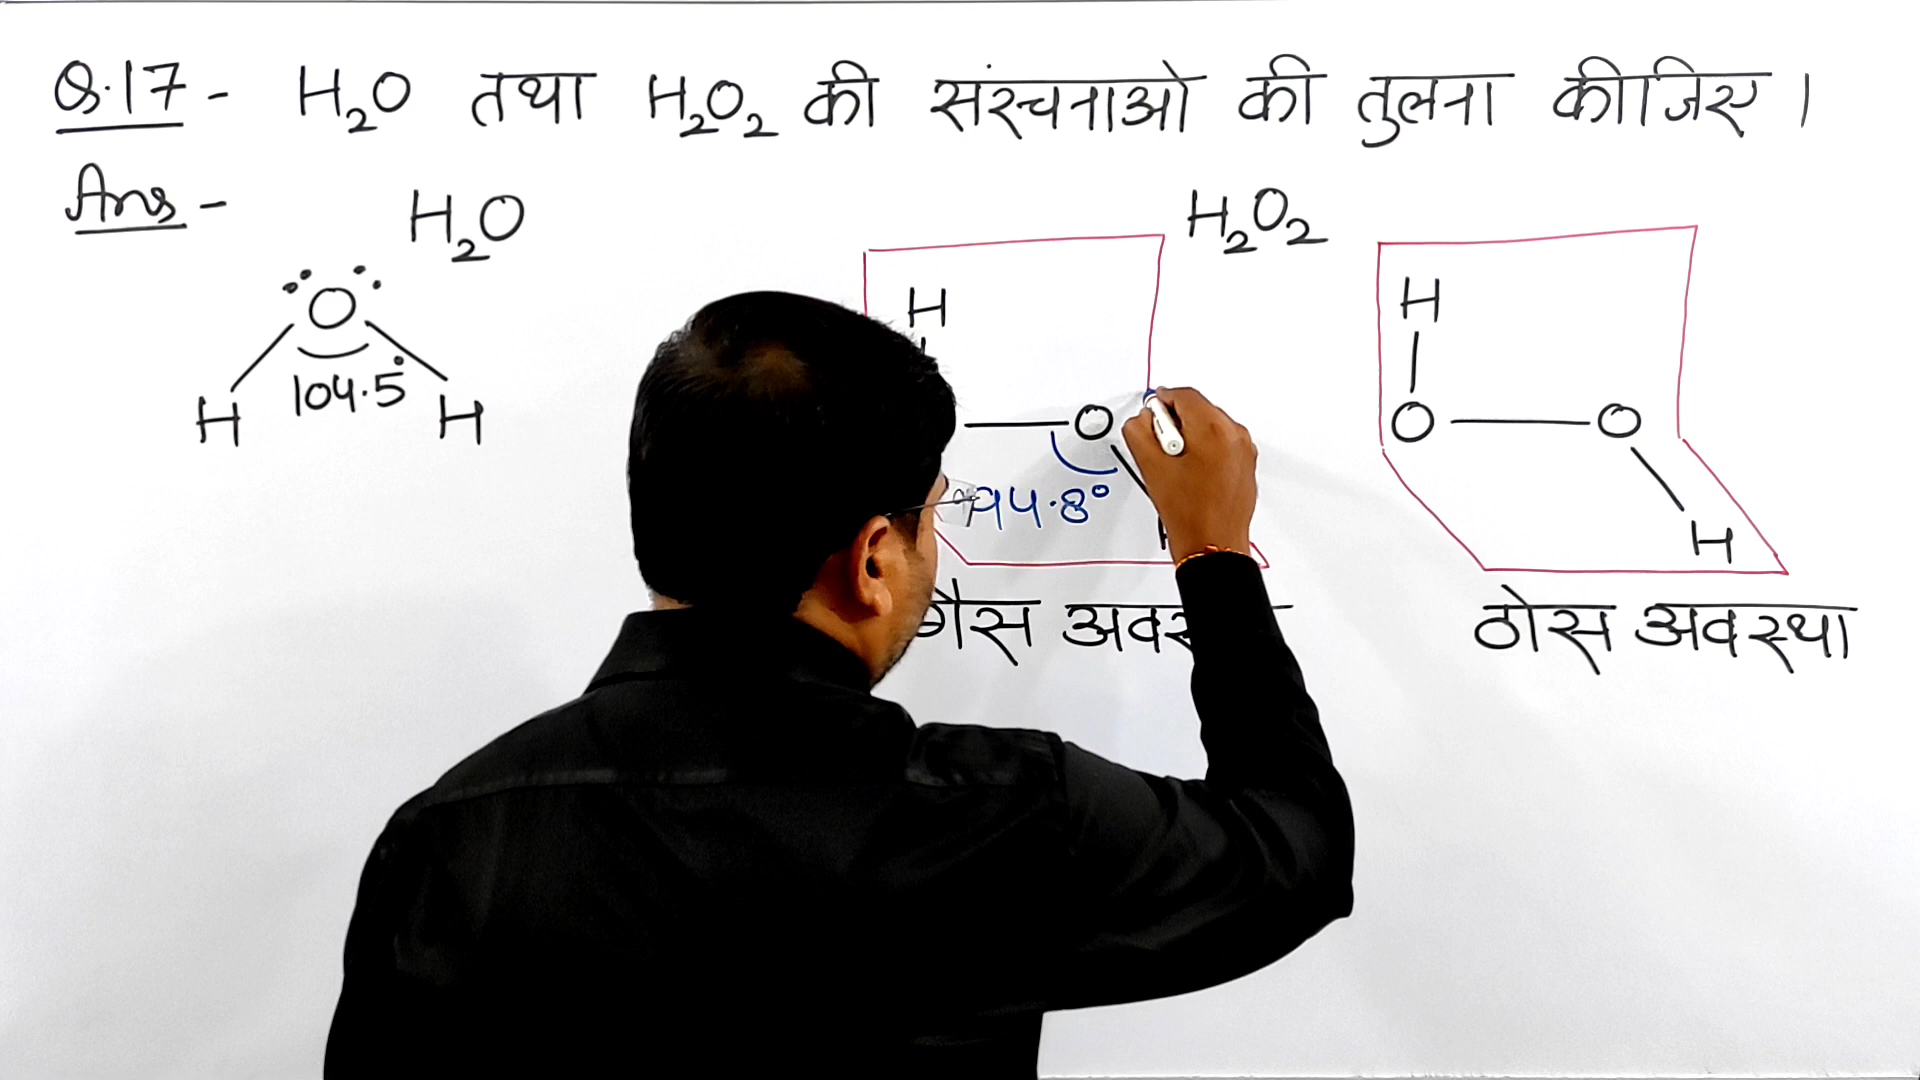 Q.17- H₂O तथा H₂O₂ की संरचनाओ की तुलना कीजिए ।
Ans-
H₂O
H₂O₂
O
H 104.5° H
H
O
94.8°
गैस
H
O O
H
ठोस अवस्था